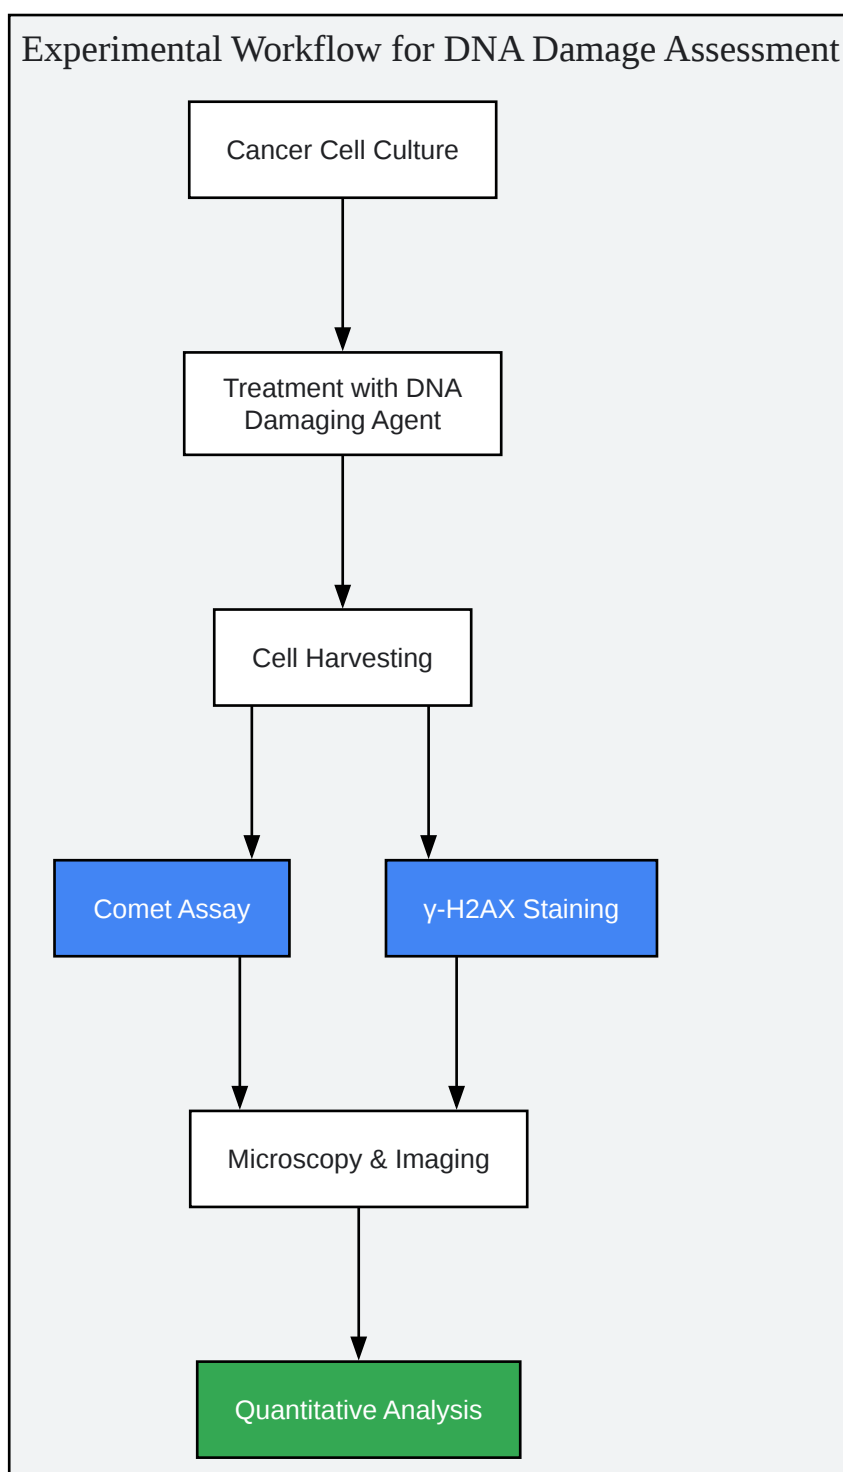 Experimental Workflow for DNA Damage Assessment
Cancer Cell Culture
Treatment with DNA
Damaging Agent
Cell Harvesting
Comet Assay
γ-H2AX Staining
Microscopy & Imaging
Quantitative Analysis